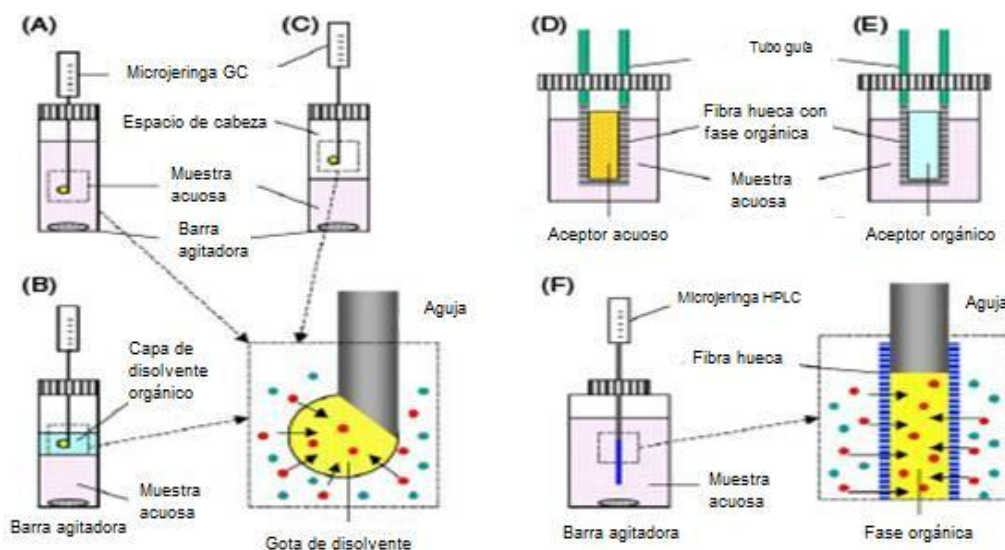 (A)
(C)
Microjeringa GC
Espacio de cabeza
Muestra
acuosa
Barra
agitadora
(D)
(E)
Tubo guía
Fibra hueca con
fase orgánica
Muestra
acuosa
Aceptor acuoso
Aceptor orgánico
(B)
Capa de
disolvente
orgánico
Muestra
acuosa
Barra agitadora
Aguja
Gota de disolvente
(F)
Microjeringa HPLC
Fibra hueca
Muestra
acuosa
Barra agitadora
Aguja
Fase orgánica